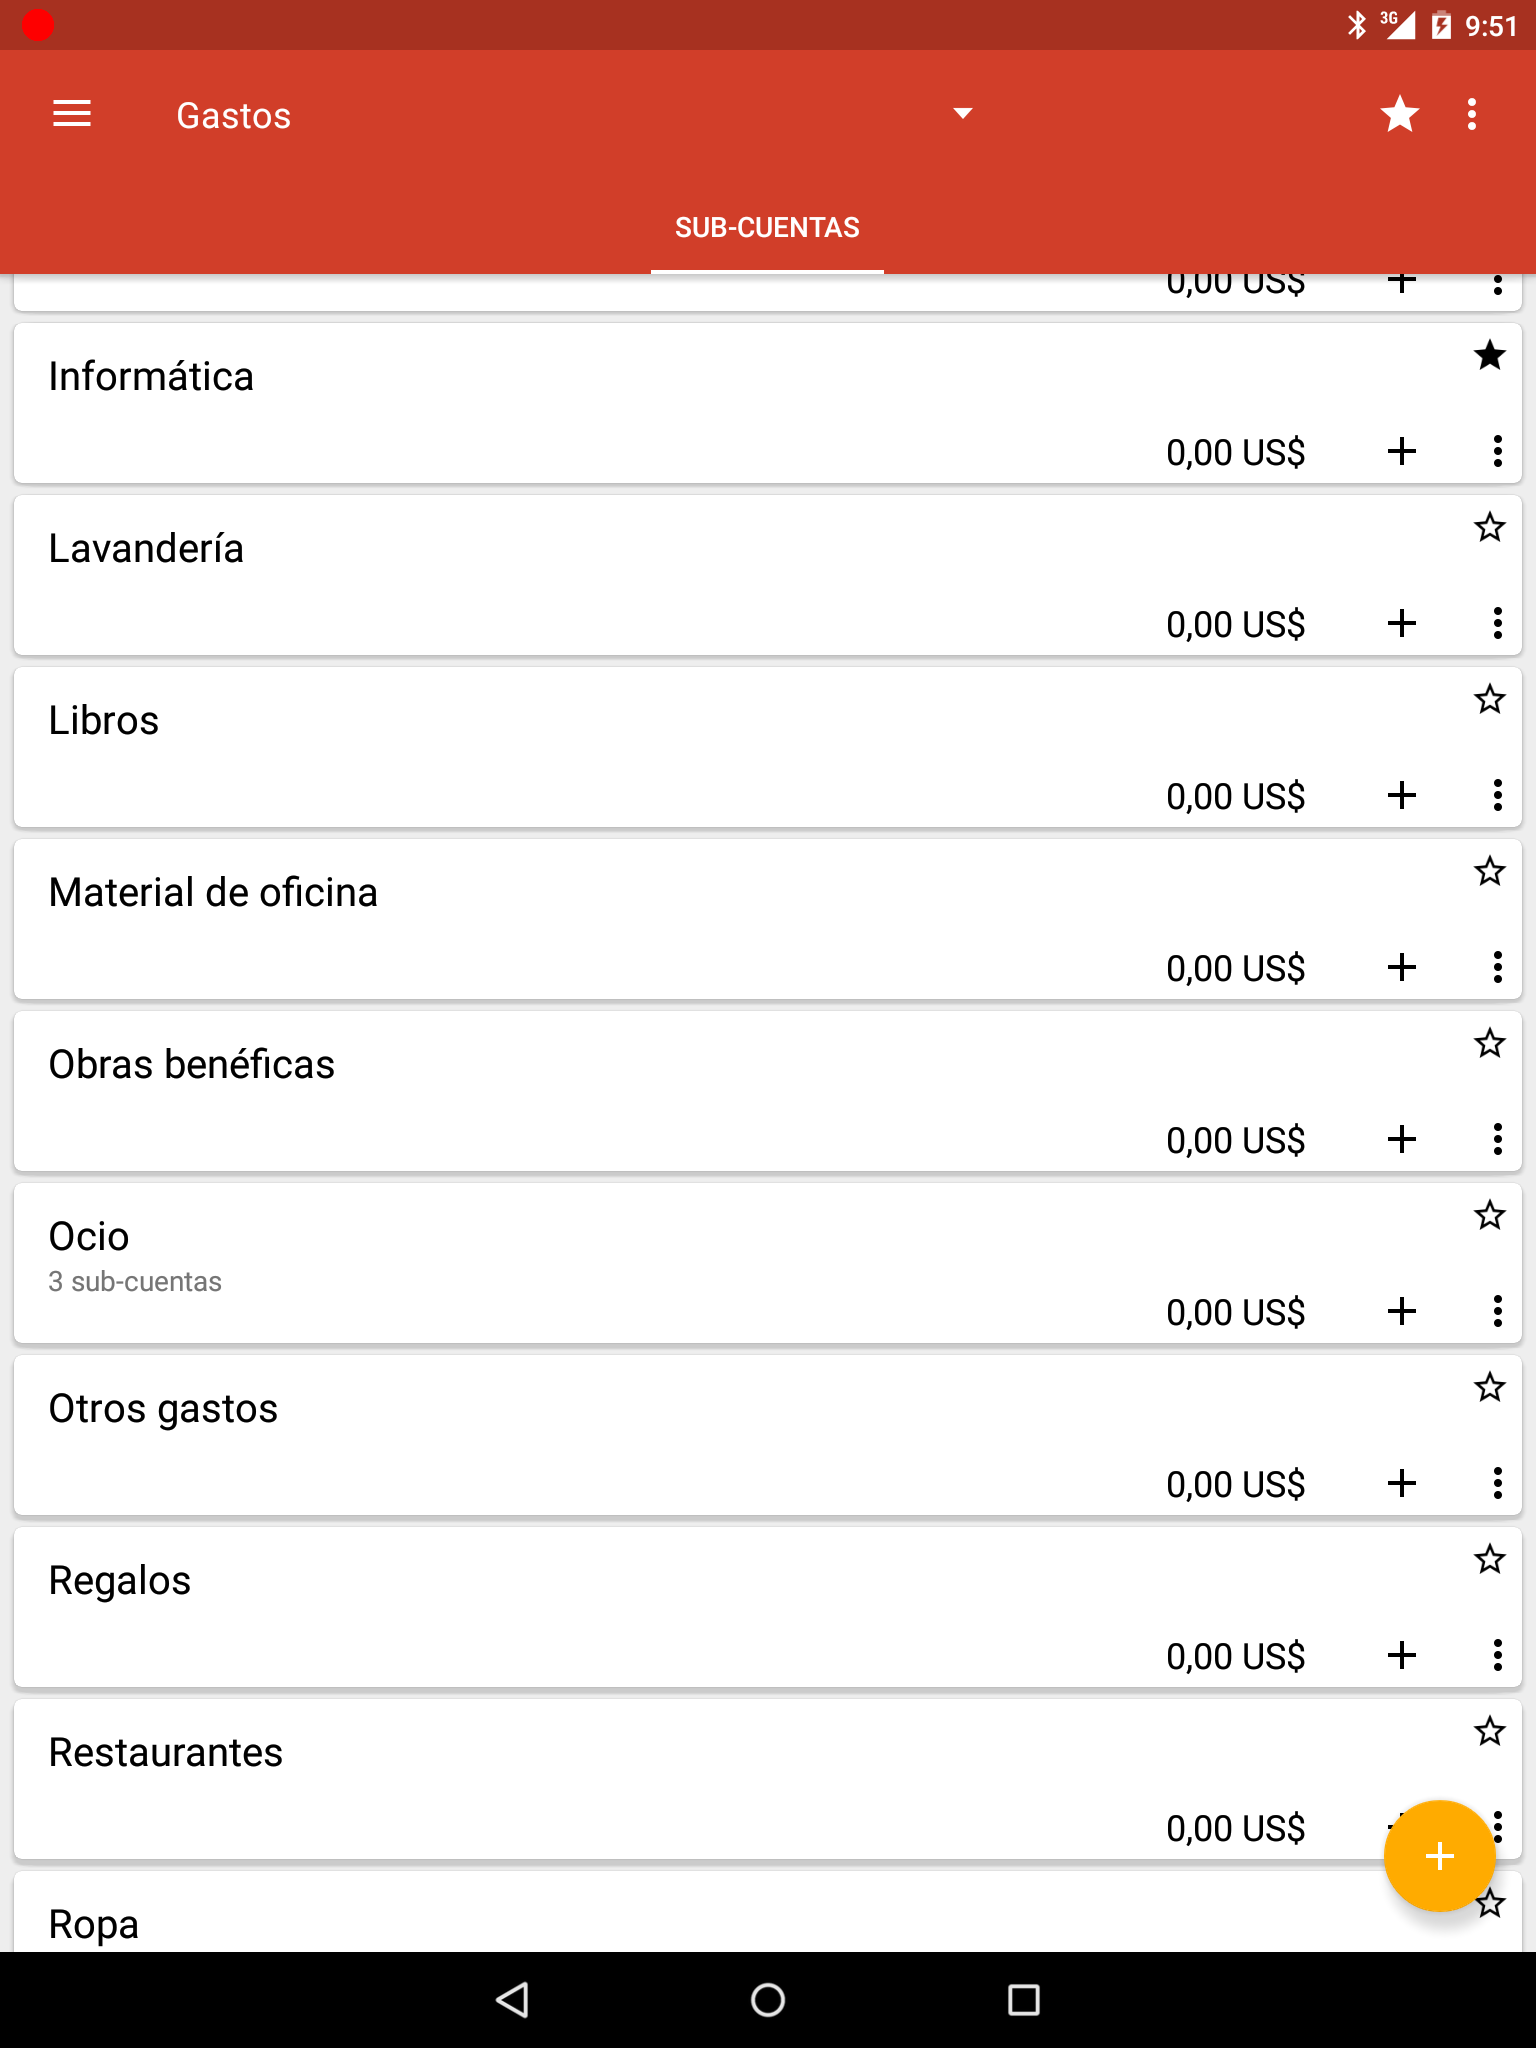 3G 9:51
Gastos
SUB-CUENTAS
0,00 US$
Informática
0,00 US$
Lavandería
0,00 US$
Libros
0,00 US$
Material de oficina
0,00 US$
Obras benéficas
0,00 US$
Ocio
3 sub-cuentas
0,00 US$
Otros gastos
0,00 US$
Regalos
0,00 US$
Restaurantes
0,00 US$
Ropa